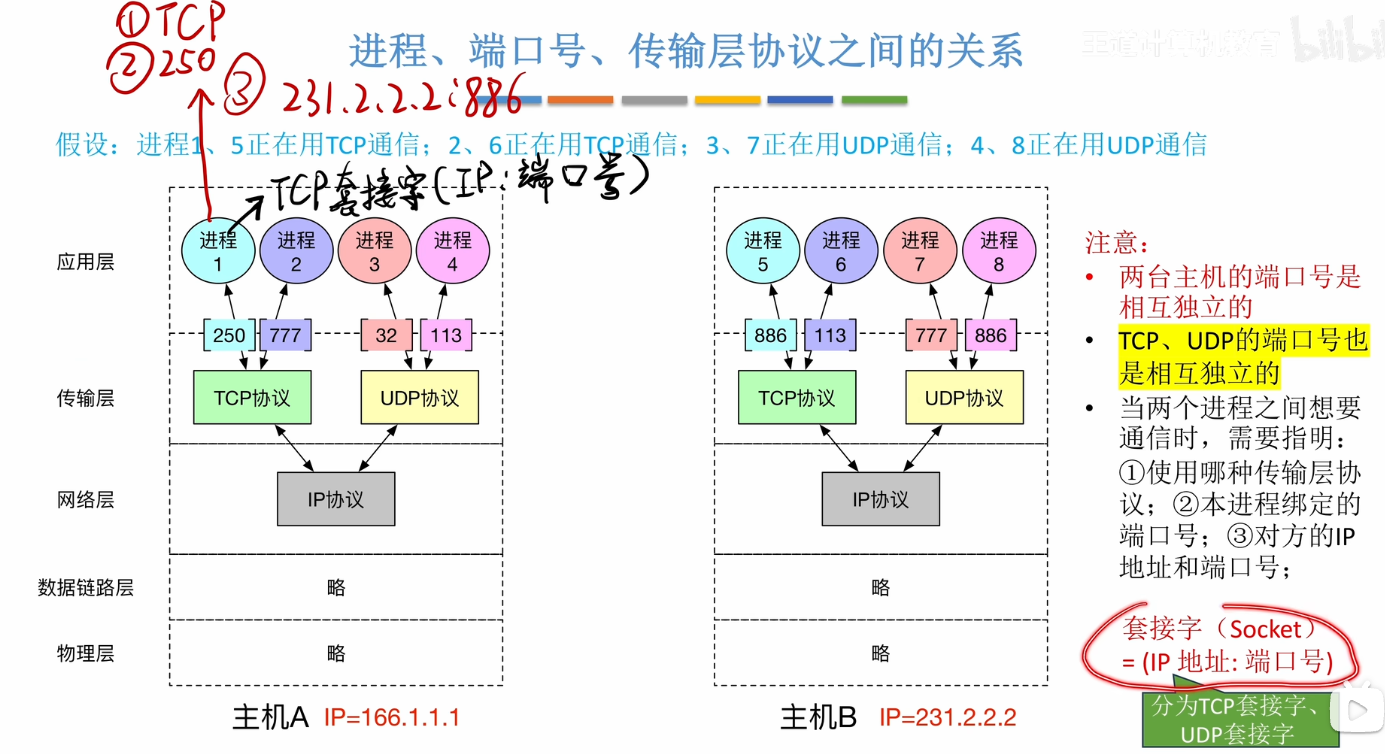 ①TCP
②250
③ 231.2.2.2:886
进程、端口号、传输层协议之间的关系
王道计算机教育 bilibili
假设：进程1、5正在用TCP通信；2、6正在用TCP通信；3、7正在用UDP通信；4、8正在用UDP通信
TCP套接字(IP:端口号)
应用层
进程 1
进程 2
进程 3
进程 4
进程 5
进程 6
进程 7
进程 8
250 777 32 113
886 113 777 886
传输层
TCP协议 UDP协议
TCP协议 UDP协议
网络层
IP协议
IP协议
数据链路层
略
略
物理层
略
略
主机A IP=166.1.1.1
主机B IP=231.2.2.2
注意：
• 两台主机的端口号是
相互独立的
• TCP、UDP的端口号也
是相互独立的
• 当两个进程之间想要
通信时，需要指明：
①使用哪种传输层协
议；②本进程绑定的
端口号；③对方的IP
地址和端口号；
套接字（Socket）
= (IP 地址: 端口号)
分为TCP套接字、
UDP套接字